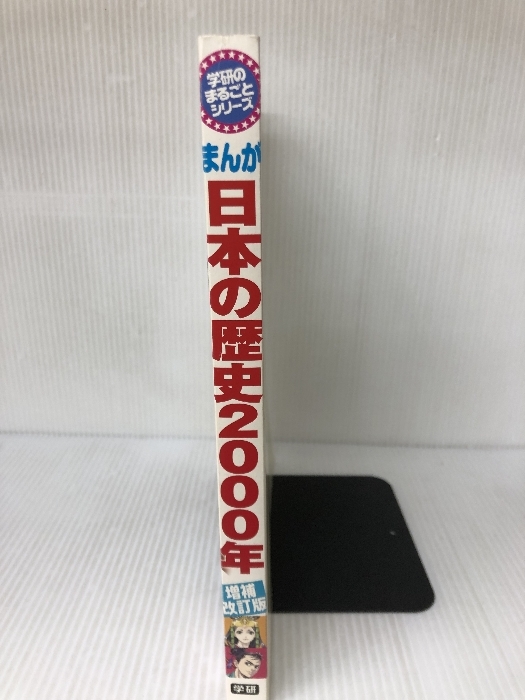 学研の
まるごと
シリーズ
まんが
日本の歴史2000年
増補
改訂版
学研